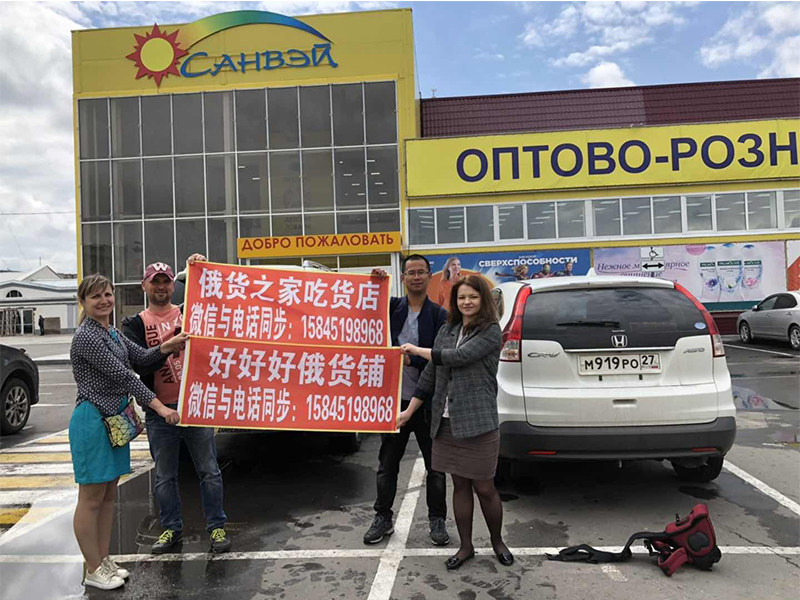 САНВЭЙ
ОПТОВО-РОЗН
ДОБРО ПОЖАЛОВАТЬ
СВЕРХСПОСОБНОСТИ
俄货之家吃货店
微信与电话同步：15845198968
好好好俄货铺
微信与电话同步：15845198968
CR-V
М919РО 27